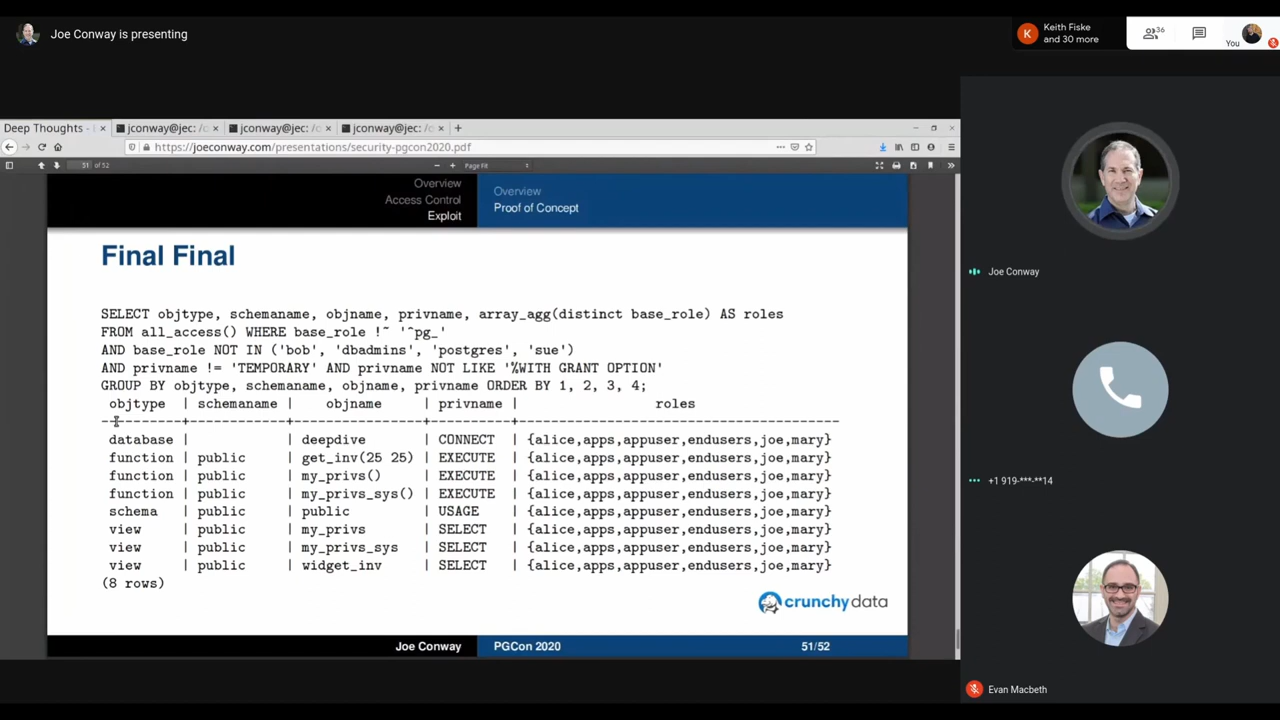 Joe Conway is presenting
Keith Fiske
and 30 more
K
36
You
Deep Thoughts -
jconway@jec: /c
jconway@jec: /c
jconway@jec: /c
https://joeconway.com/presentations/security-pgcon2020.pdf
51 of 52
Page Fit
Overview
Access Control
Exploit
Overview
Proof of Concept
Final Final
SELECT objtype, schemaname, objname, privname, array_agg(distinct base_role) AS roles
FROM all_access() WHERE base_role !~ '^pg_'
AND base_role NOT IN ('bob', 'dbadmins', 'postgres', 'sue')
AND privname != 'TEMPORARY' AND privname NOT LIKE '%WITH GRANT OPTION'
GROUP BY objtype, schemaname, objname, privname ORDER BY 1, 2, 3, 4;
objtype | schemaname | objname | privname | roles
----------+------------+----------------+----------+--------------------------------------
database | | deepdive | CONNECT | {alice,apps,appuser,endusers,joe,mary}
function | public | get_inv(25 25) | EXECUTE | {alice,apps,appuser,endusers,joe,mary}
function | public | my_privs() | EXECUTE | {alice,apps,appuser,endusers,joe,mary}
function | public | my_privs_sys() | EXECUTE | {alice,apps,appuser,endusers,joe,mary}
schema | public | public | USAGE | {alice,apps,appuser,endusers,joe,mary}
view | public | my_privs | SELECT | {alice,apps,appuser,endusers,joe,mary}
view | public | my_privs_sys | SELECT | {alice,apps,appuser,endusers,joe,mary}
view | public | widget_inv | SELECT | {alice,apps,appuser,endusers,joe,mary}
(8 rows)
crunchydata
Joe Conway
PGCon 2020
51/52
Joe Conway
+1 919-***-**14
Evan Macbeth